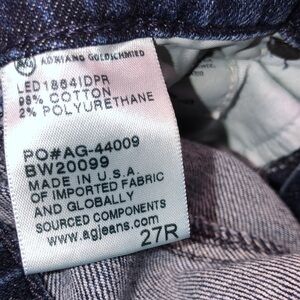 AG ADRIANO GOLDSCHMIED
LED1884IDPR
98% COTTON
2% POLYURETHANE
PO#AG-44009
BW20099
MADE IN U.S.A.
OF IMPORTED FABRIC
AND GLOBALLY
SOURCED COMPONENTS
www.agjeans.com
27R